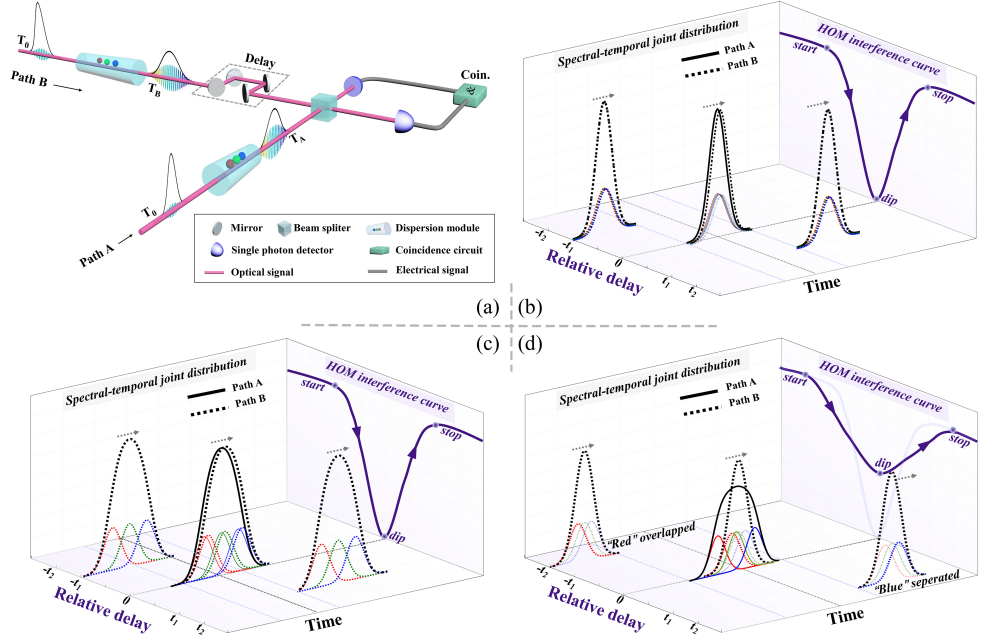 T0
Path B
TB
Delay
Coin.
&
TA
T0
Path A
Mirror
Beam spliter
Dispersion module
Single photon detector
Coincidence circuit
Optical signal
Electrical signal
(a)
(b)
(c)
(d)
Spectral-temporal joint distribution
Path A
Path B
HOM interference curve
start
stop
dip
-t2
-t1
0
t1
t2
Relative delay
Time
Spectral-temporal joint distribution
Path A
Path B
HOM interference curve
start
stop
dip
-t2
-t1
0
t1
t2
Relative delay
Time
Spectral-temporal joint distribution
Path A
Path B
HOM interference curve
start
stop
dip
"Red" overlapped
"Blue" seperated
-t2
-t1
0
t1
t2
Relative delay
Time